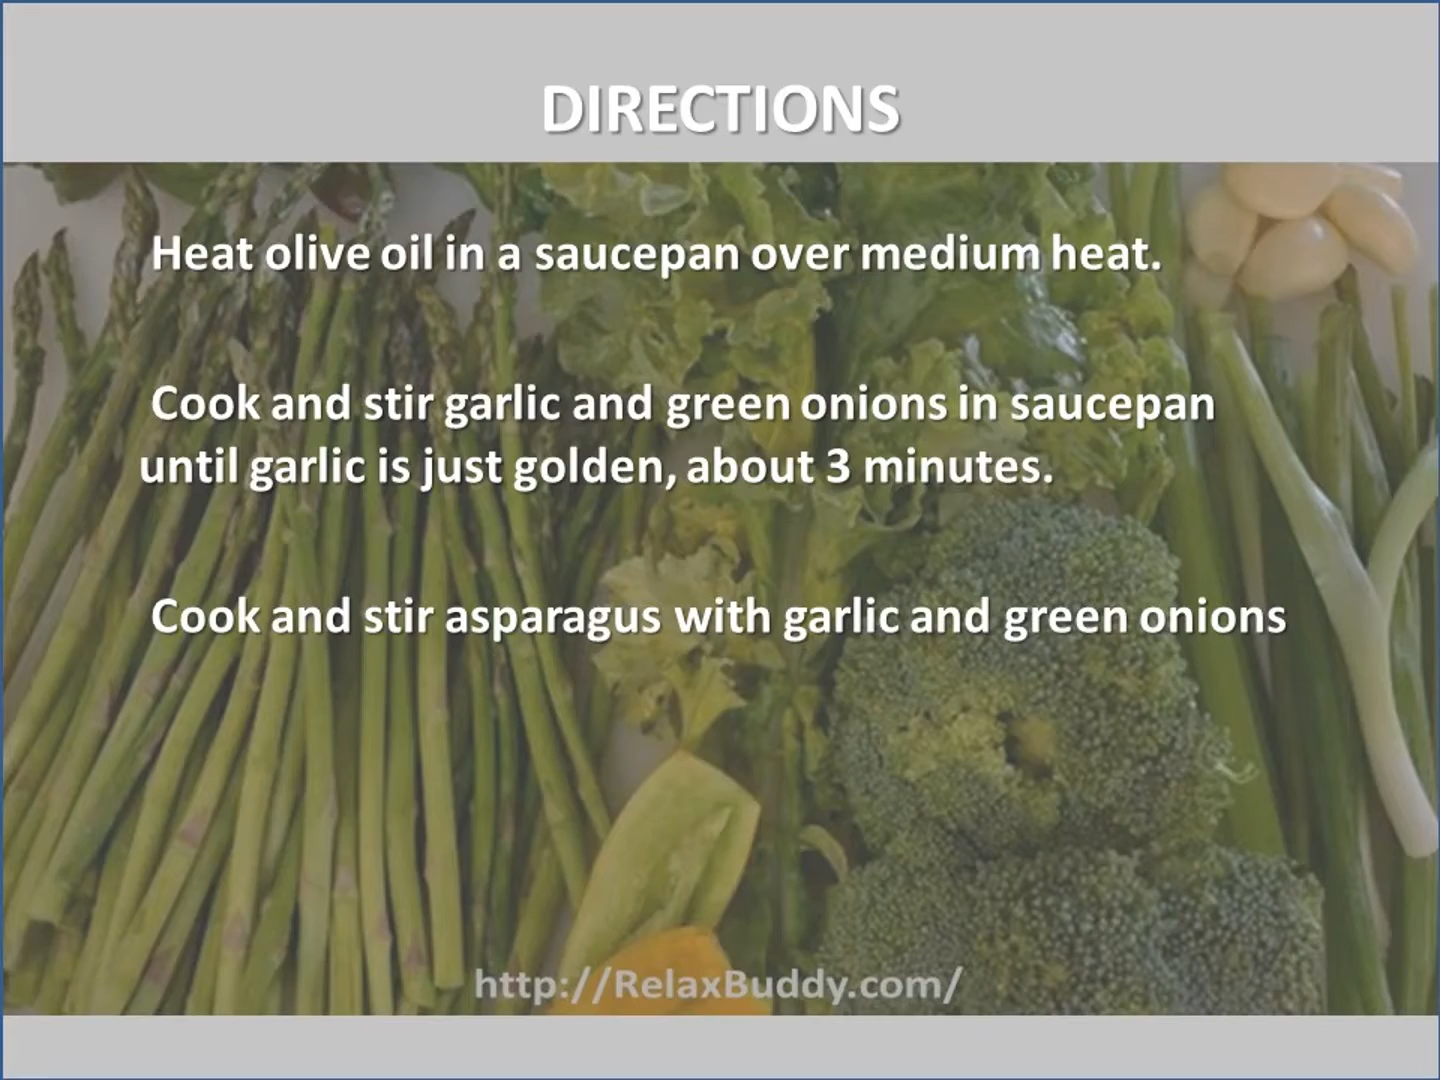 DIRECTIONS
Heat olive oil in a saucepan over medium heat.
Cook and stir garlic and green onions in saucepan
until garlic is just golden, about 3 minutes.
Cook and stir asparagus with garlic and green onions
http://RelaxBuddy.com/